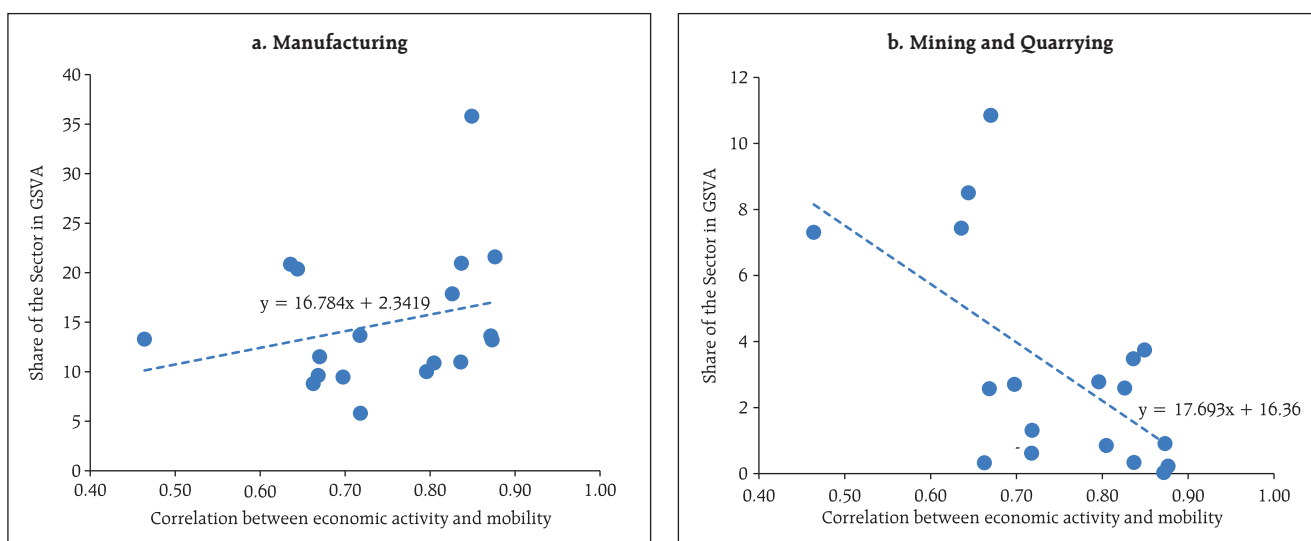 a. Manufacturing
Share of the Sector in GSVA
40
35
30
25
20
15
10
5
0
y = 16.784x + 2.3419
0.40 0.50 0.60 0.70 0.80 0.90 1.00
Correlation between economic activity and mobility
b. Mining and Quarrying
Share of the Sector in GSVA
12
10
8
6
4
2
0
y = 17.693x + 16.36
0.40 0.50 0.60 0.70 0.80 0.90 1.00
Correlation between economic activity and mobility